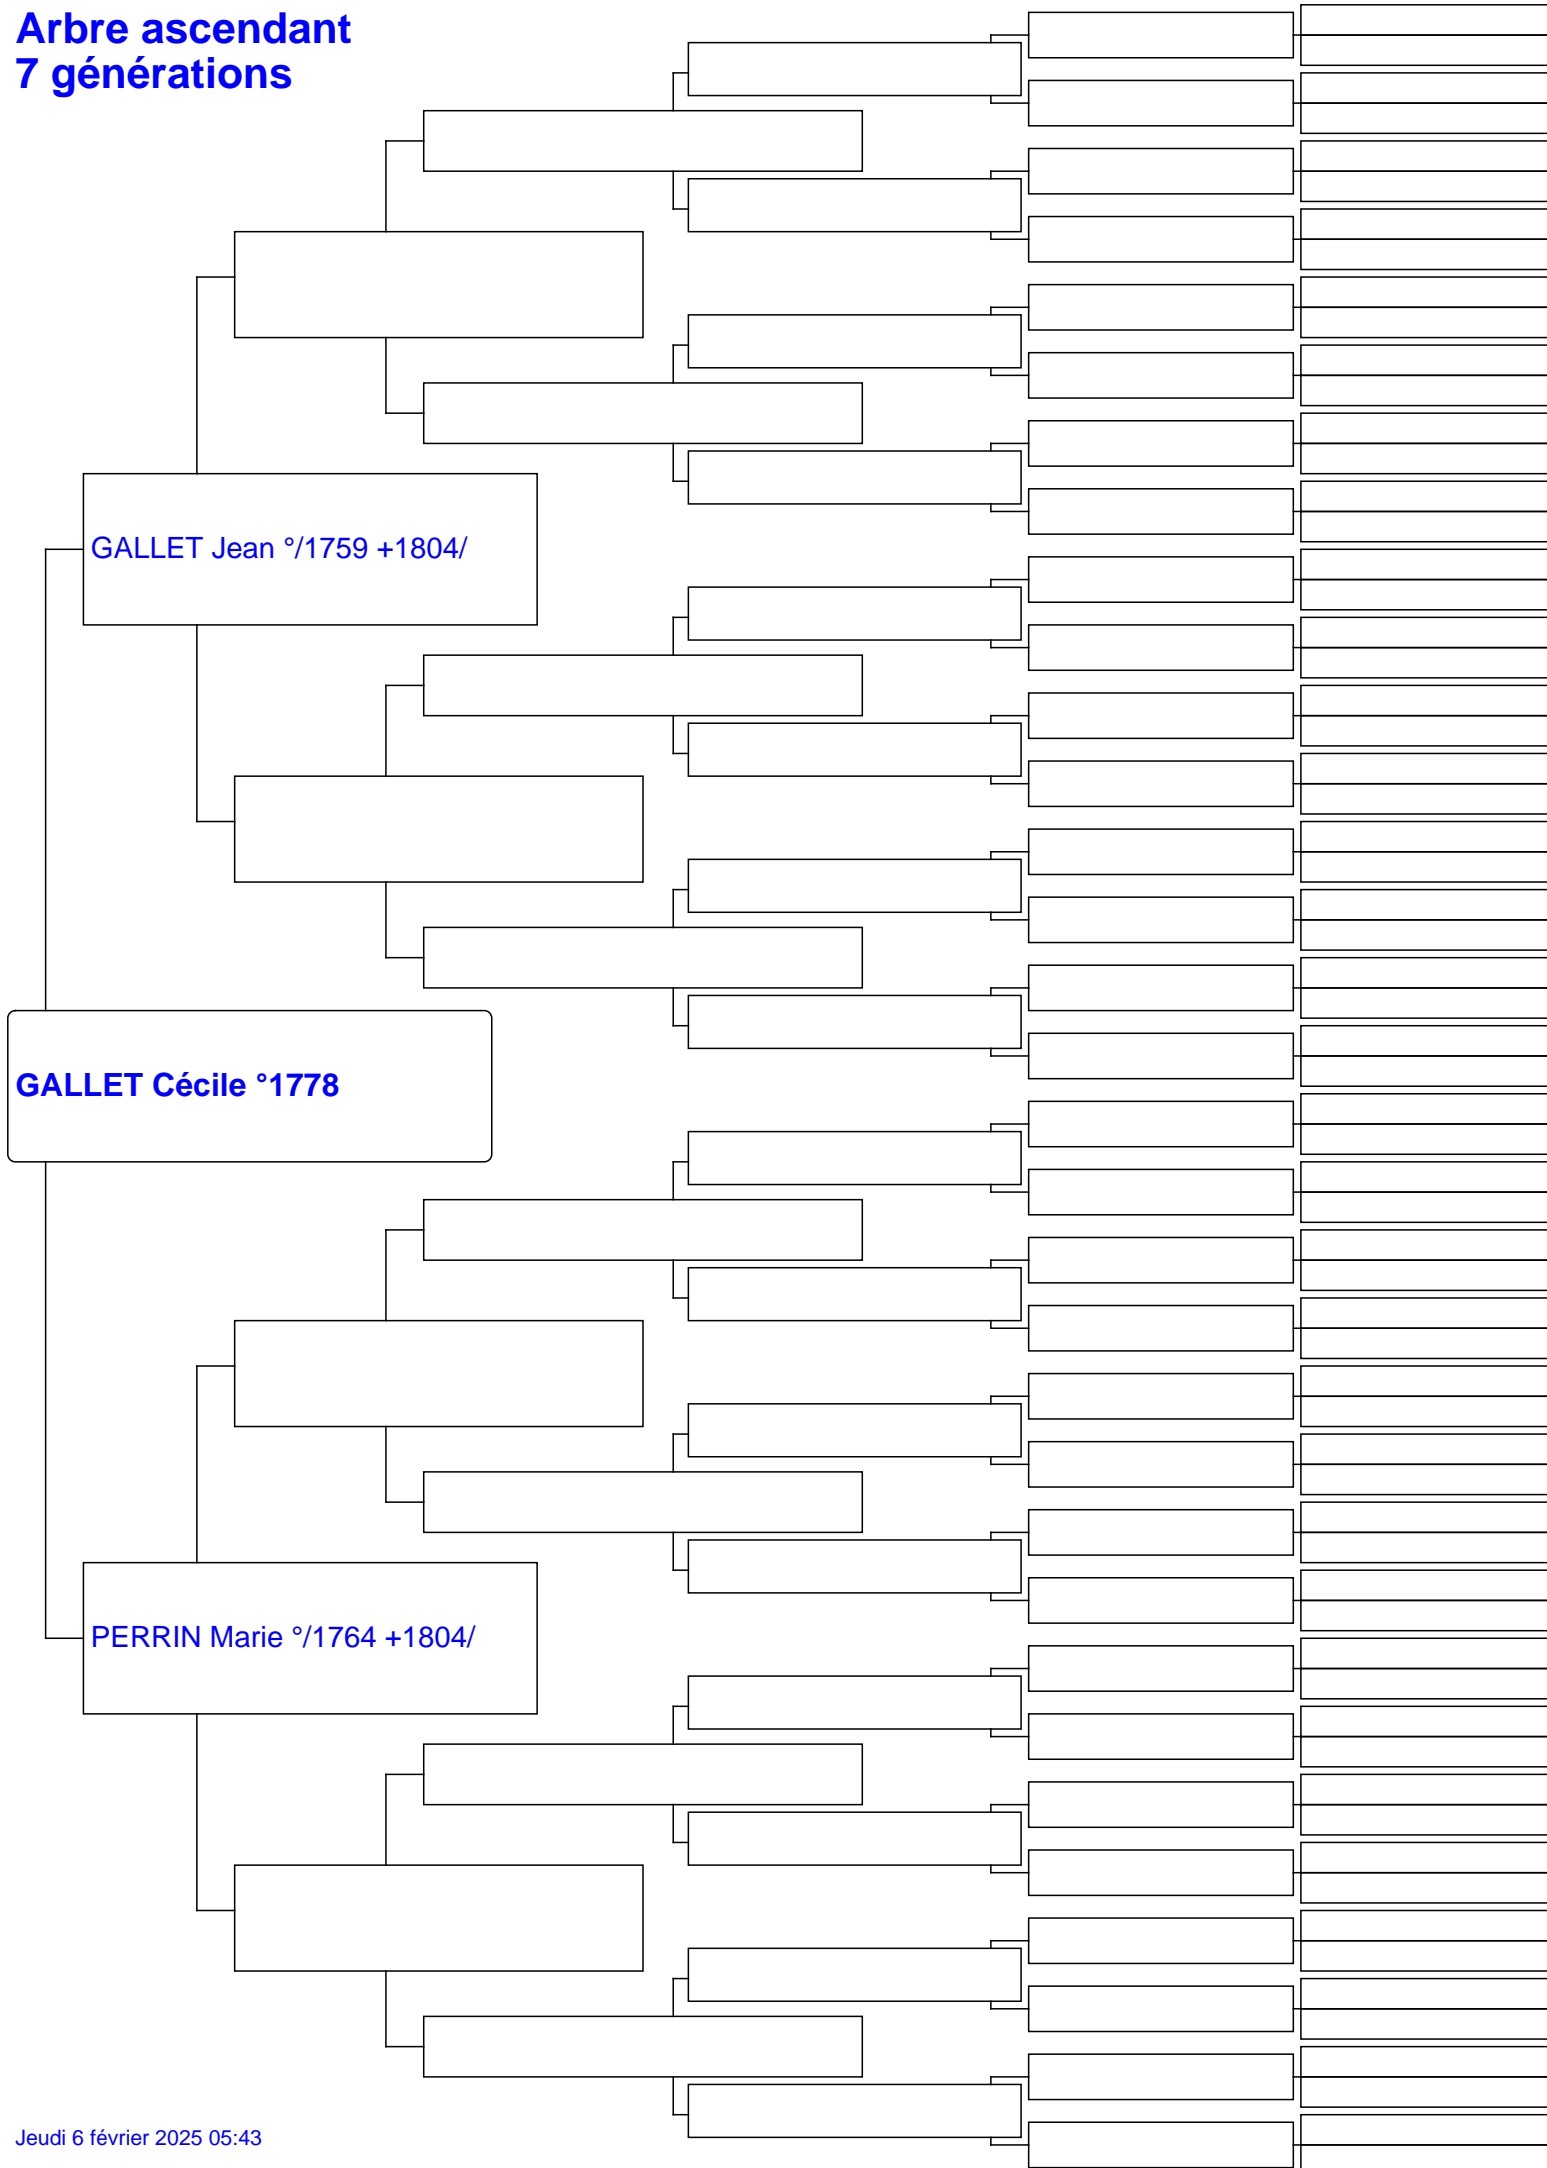 Arbre ascendant
7 générations
GALLET Jean °/1759 +1804/
GALLET Cécile °1778
PERRIN Marie °/1764 +1804/
Jeudi 6 février 2025 05:43